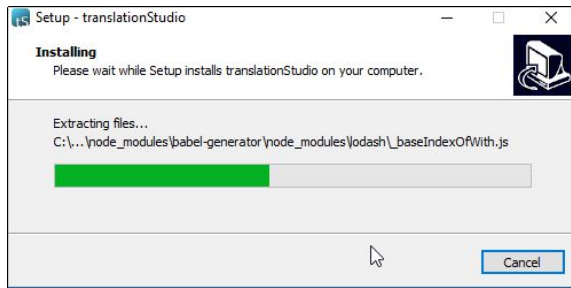 tS Setup - translationStudio
Installing
Please wait while Setup installs translationStudio on your computer.
Extracting files...
C:\...\node_modules\babel-generator\node_modules\lodash\_baseIndexOfWith.js
Cancel